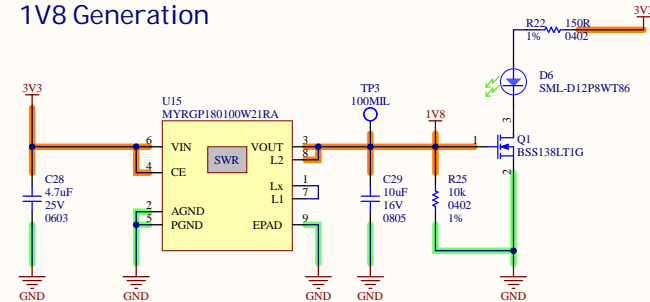 1V8 Generation
3V3
R22 150R
1% 0402
D6
SML-D12P8WT86
3V3
U15
MYRGP180100W21RA
TP3
100MIL
1V8
6 VIN
4 CE
SWR
VOUT 3
L2 8
Lx 1
L1 7
2 AGND
5 PGND
EPAD 9
C28
4.7uF
25V
0603
C29
10uF
16V
0805
R25
10k
0402
1%
3
1
2
Q1
BSS138LT1G
GND
GND
GND
GND
GND